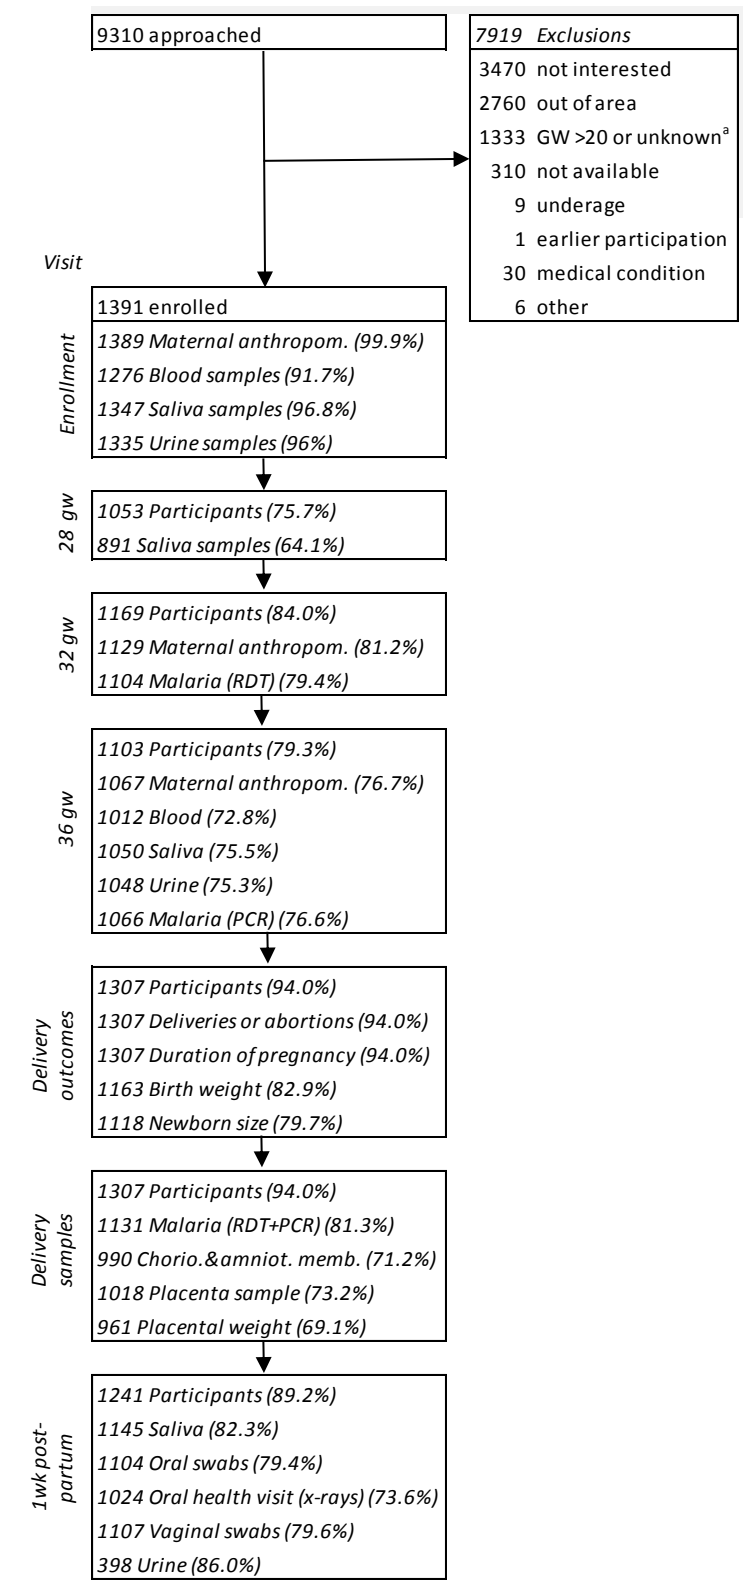 9310 approached
7919 Exclusions
3470 not interested
2760 out of area
1333 GW >20 or unknownᵃ
310 not available
9 underage
1 earlier participation
30 medical condition
6 other
Visit
Enrollment
1391 enrolled
1389 Maternal anthropom. (99.9%)
1276 Blood samples (91.7%)
1347 Saliva samples (96.8%)
1335 Urine samples (96%)
28 gw
1053 Participants (75.7%)
891 Saliva samples (64.1%)
32 gw
1169 Participants (84.0%)
1129 Maternal anthropom. (81.2%)
1104 Malaria (RDT) (79.4%)
36 gw
1103 Participants (79.3%)
1067 Maternal anthropom. (76.7%)
1012 Blood (72.8%)
1050 Saliva (75.5%)
1048 Urine (75.3%)
1066 Malaria (PCR) (76.6%)
Delivery
outcomes
1307 Participants (94.0%)
1307 Deliveries or abortions (94.0%)
1307 Duration of pregnancy (94.0%)
1163 Birth weight (82.9%)
1118 Newborn size (79.7%)
Delivery
samples
1307 Participants (94.0%)
1131 Malaria (RDT+PCR) (81.3%)
990 Chorio.&amniot. memb. (71.2%)
1018 Placenta sample (73.2%)
961 Placental weight (69.1%)
1wk post-
partum
1241 Participants (89.2%)
1145 Saliva (82.3%)
1104 Oral swabs (79.4%)
1024 Oral health visit (x-rays) (73.6%)
1107 Vaginal swabs (79.6%)
398 Urine (86.0%)